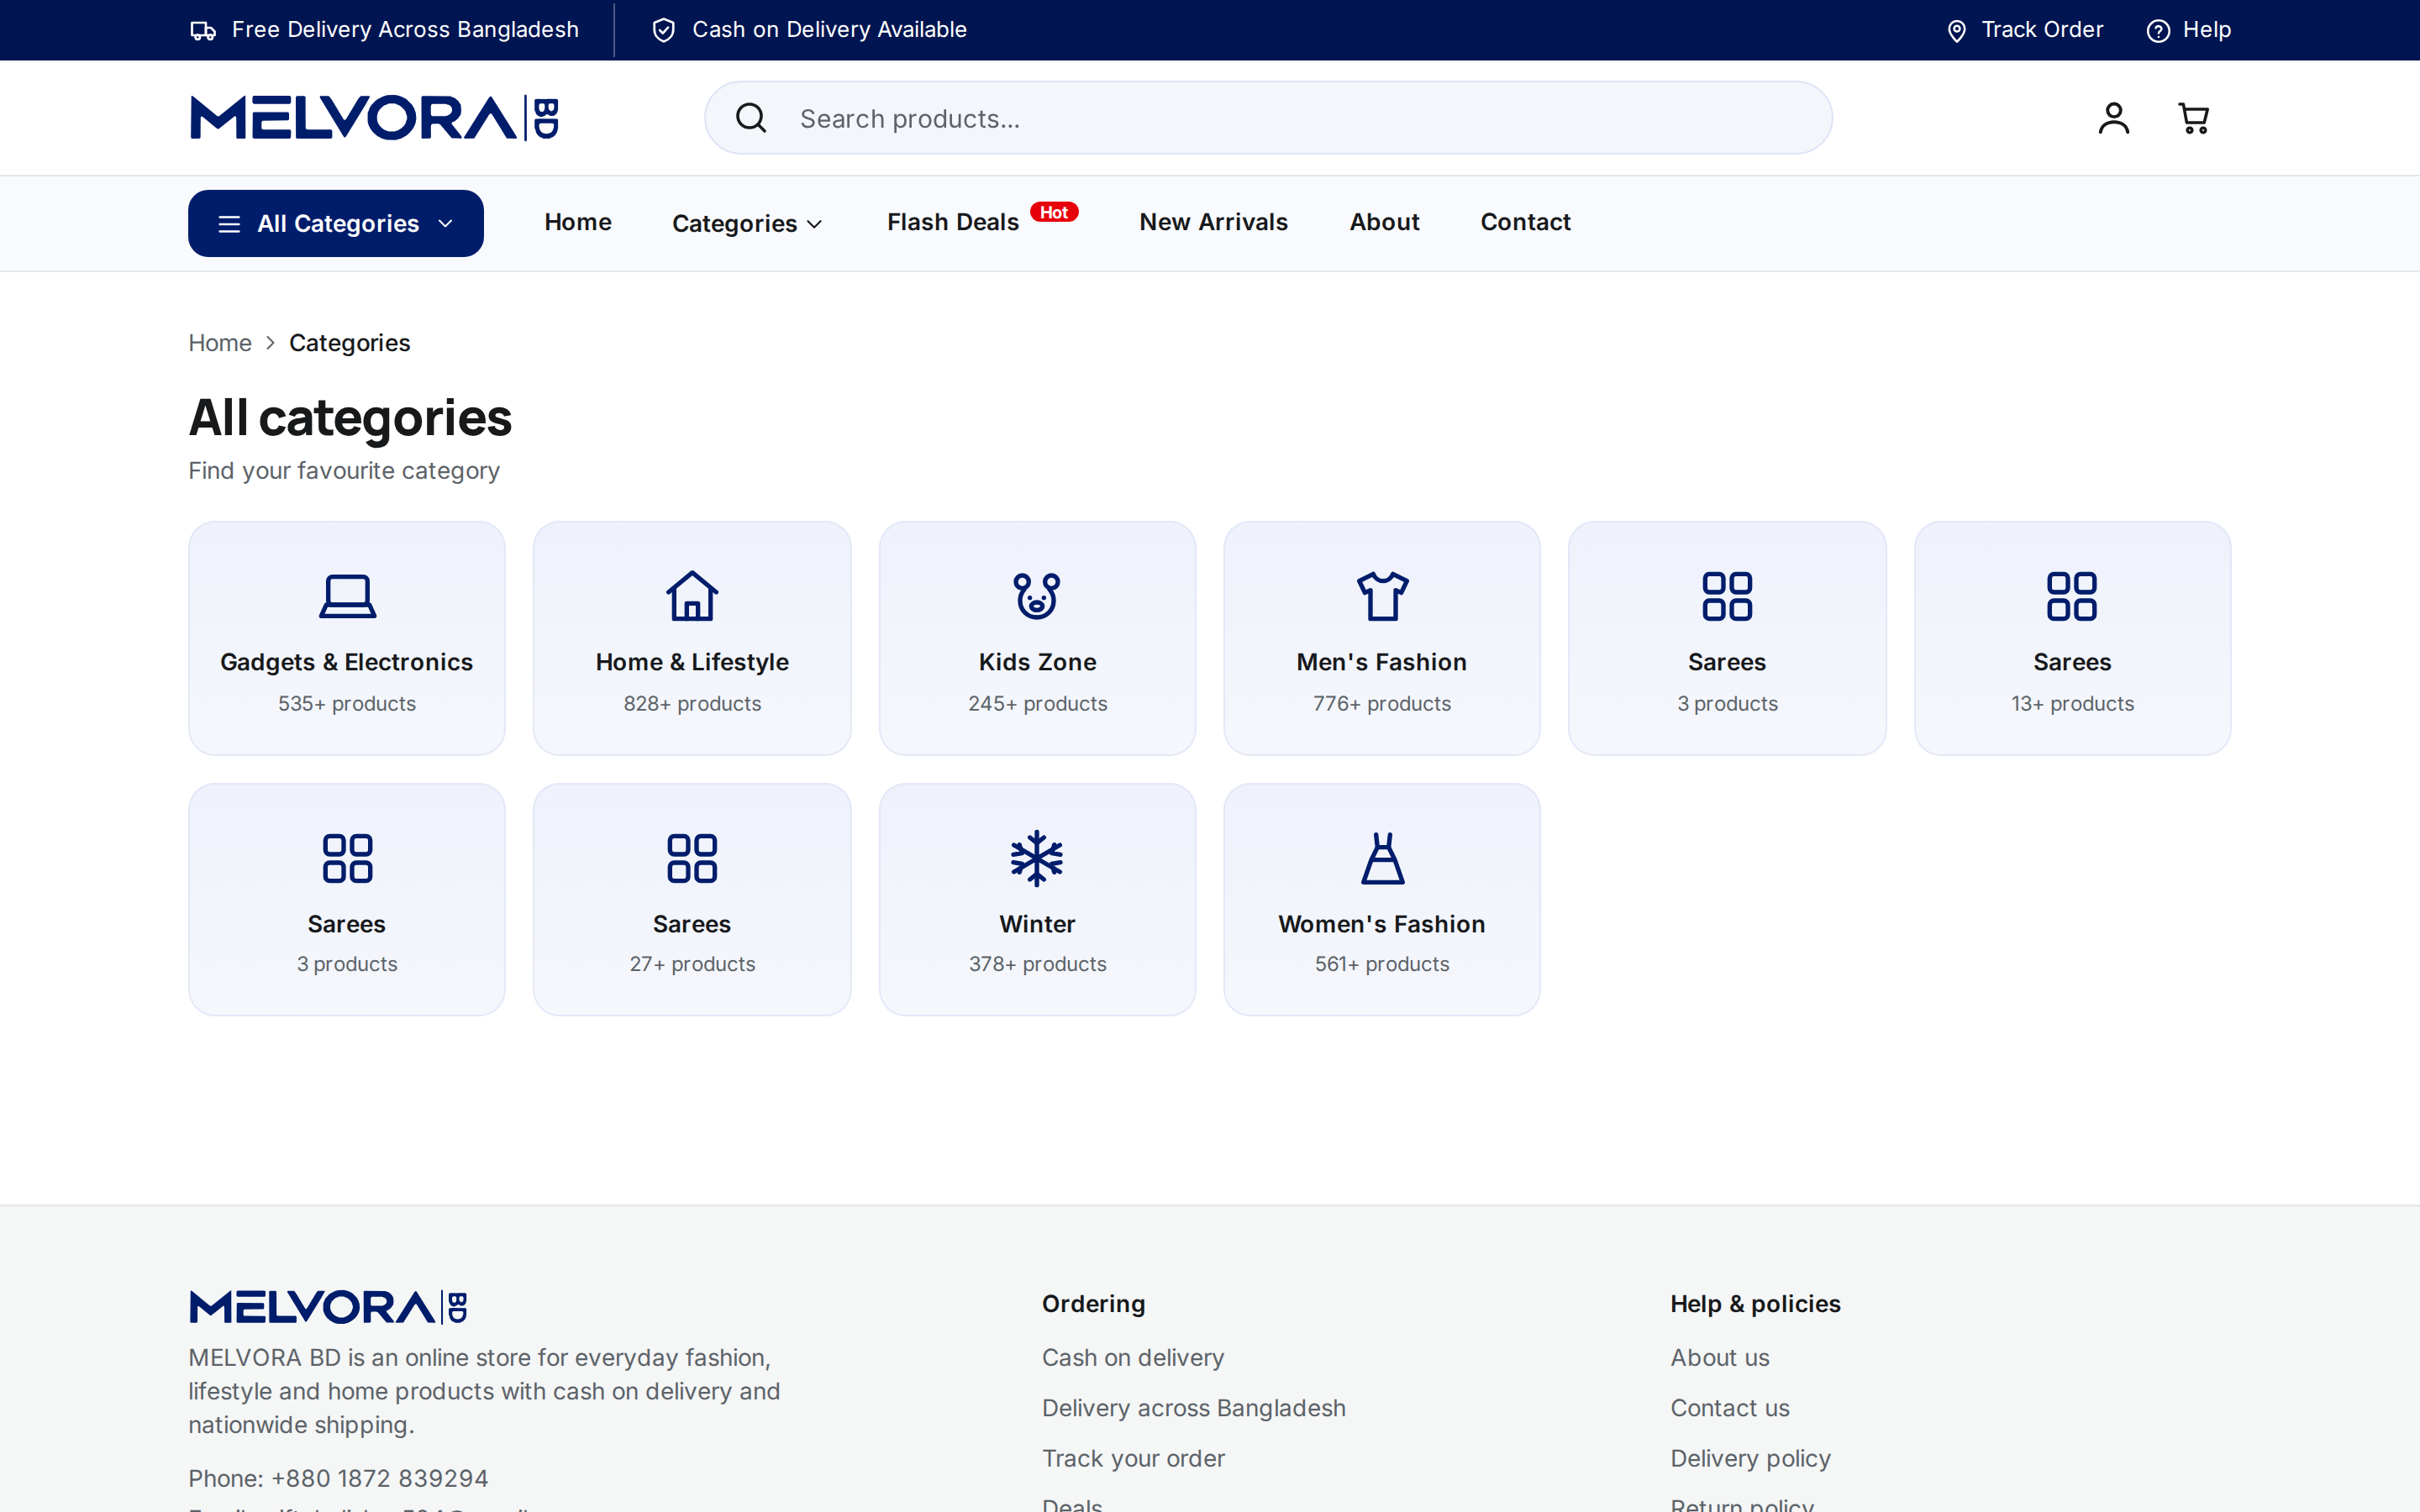 Free Delivery Across Bangladesh
Cash on Delivery Available
Track Order
Help
MELVORA BD
Search products...
All Categories
Home
Categories
Flash Deals
Hot
New Arrivals
About
Contact
Home > Categories
All categories
Find your favourite category
Gadgets & Electronics
535+ products
Home & Lifestyle
828+ products
Kids Zone
245+ products
Men's Fashion
776+ products
Sarees
3 products
Sarees
13+ products
Sarees
3 products
Sarees
27+ products
Winter
378+ products
Women's Fashion
561+ products
MELVORA BD
MELVORA BD is an online store for everyday fashion,
lifestyle and home products with cash on delivery and
nationwide shipping.
Phone: +880 1872 839294
Ordering
Cash on delivery
Delivery across Bangladesh
Track your order
Deals
Help & policies
About us
Contact us
Delivery policy
Return policy